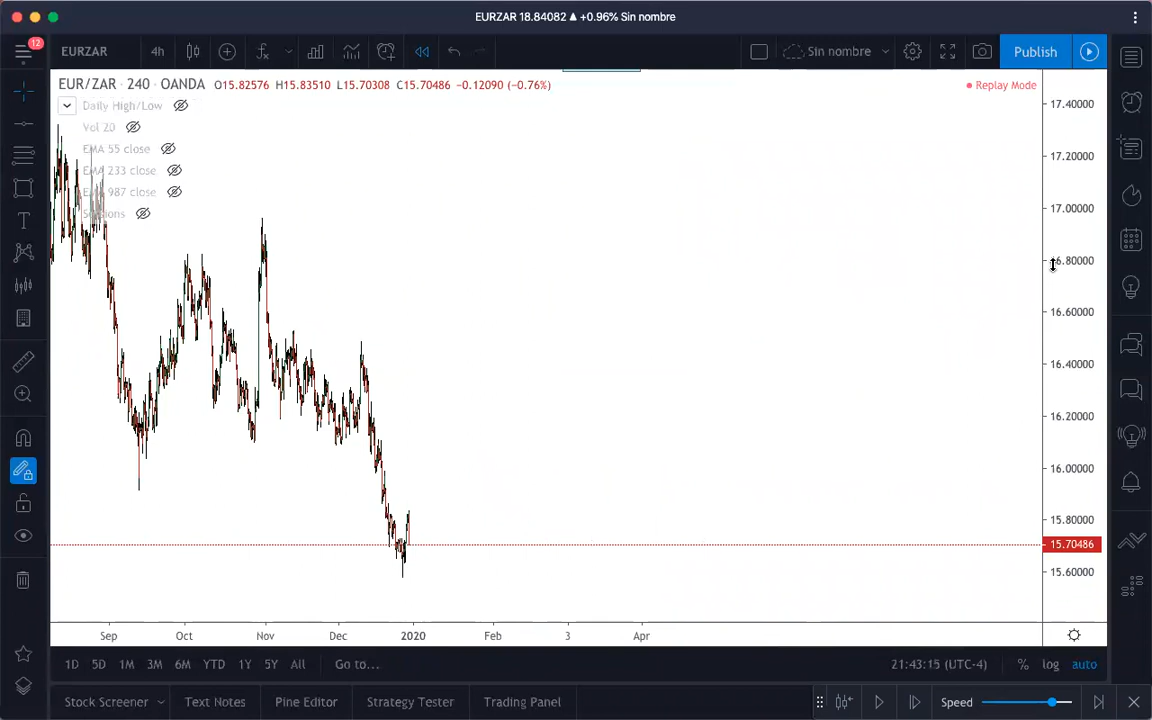 EURZAR 18.84082 ▲ +0.96% Sin nombre
12
EURZAR 4h
Sin nombre
Publish
EUR/ZAR · 240 · OANDA O15.82576 H15.83510 L15.70308 C15.70486 −0.12090 (−0.76%)
Replay Mode
Daily High/Low
Vol 20
EMA 55 close
EMA 233 close
EMA 987 close
Sessions
17.40000
17.20000
17.00000
16.80000
16.60000
16.40000
16.20000
16.00000
15.80000
15.70486
15.60000
Sep Oct Nov Dec 2020 Feb 3 Apr
1D 5D 1M 3M 6M YTD 1Y 5Y All Go to... 21:43:15 (UTC-4) % log auto
Stock Screener Text Notes Pine Editor Strategy Tester Trading Panel Speed